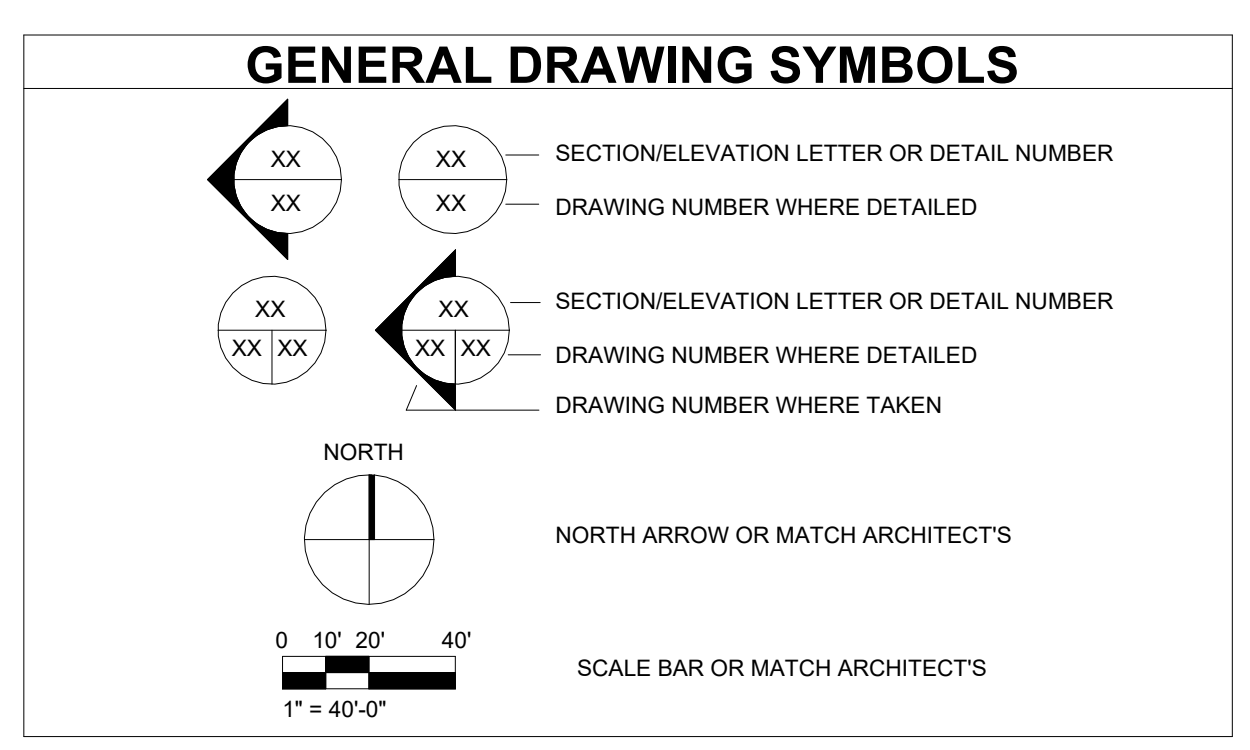 GENERAL DRAWING SYMBOLS
XX XX SECTION/ELEVATION LETTER OR DETAIL NUMBER
XX XX DRAWING NUMBER WHERE DETAILED
XX XX SECTION/ELEVATION LETTER OR DETAIL NUMBER
XX XX XX XX DRAWING NUMBER WHERE DETAILED
DRAWING NUMBER WHERE TAKEN
NORTH
NORTH ARROW OR MATCH ARCHITECT'S
0 10' 20' 40'
SCALE BAR OR MATCH ARCHITECT'S
1" = 40'-0"